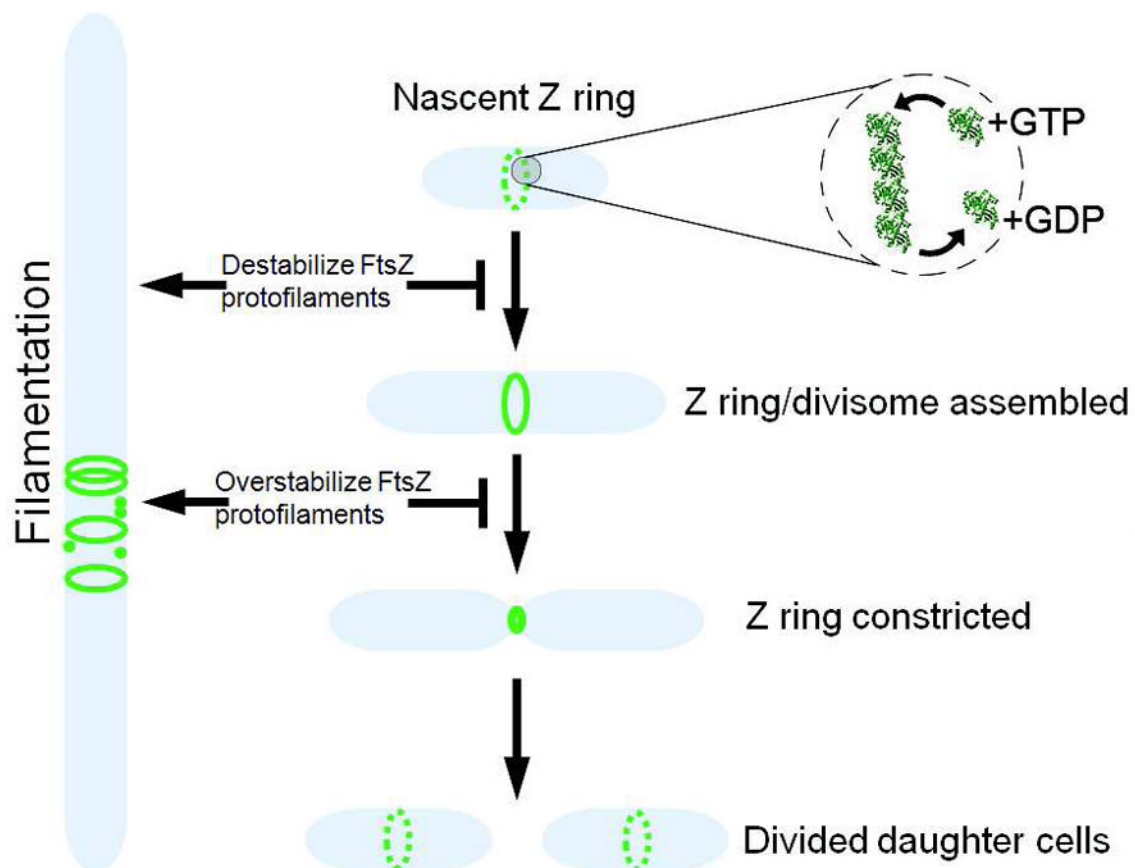 Nascent Z ring
+GTP
+GDP
Destabilize FtsZ
protofilaments
Filamentation
Z ring/divisome assembled
Overstabilize FtsZ
protofilaments
Z ring constricted
Divided daughter cells